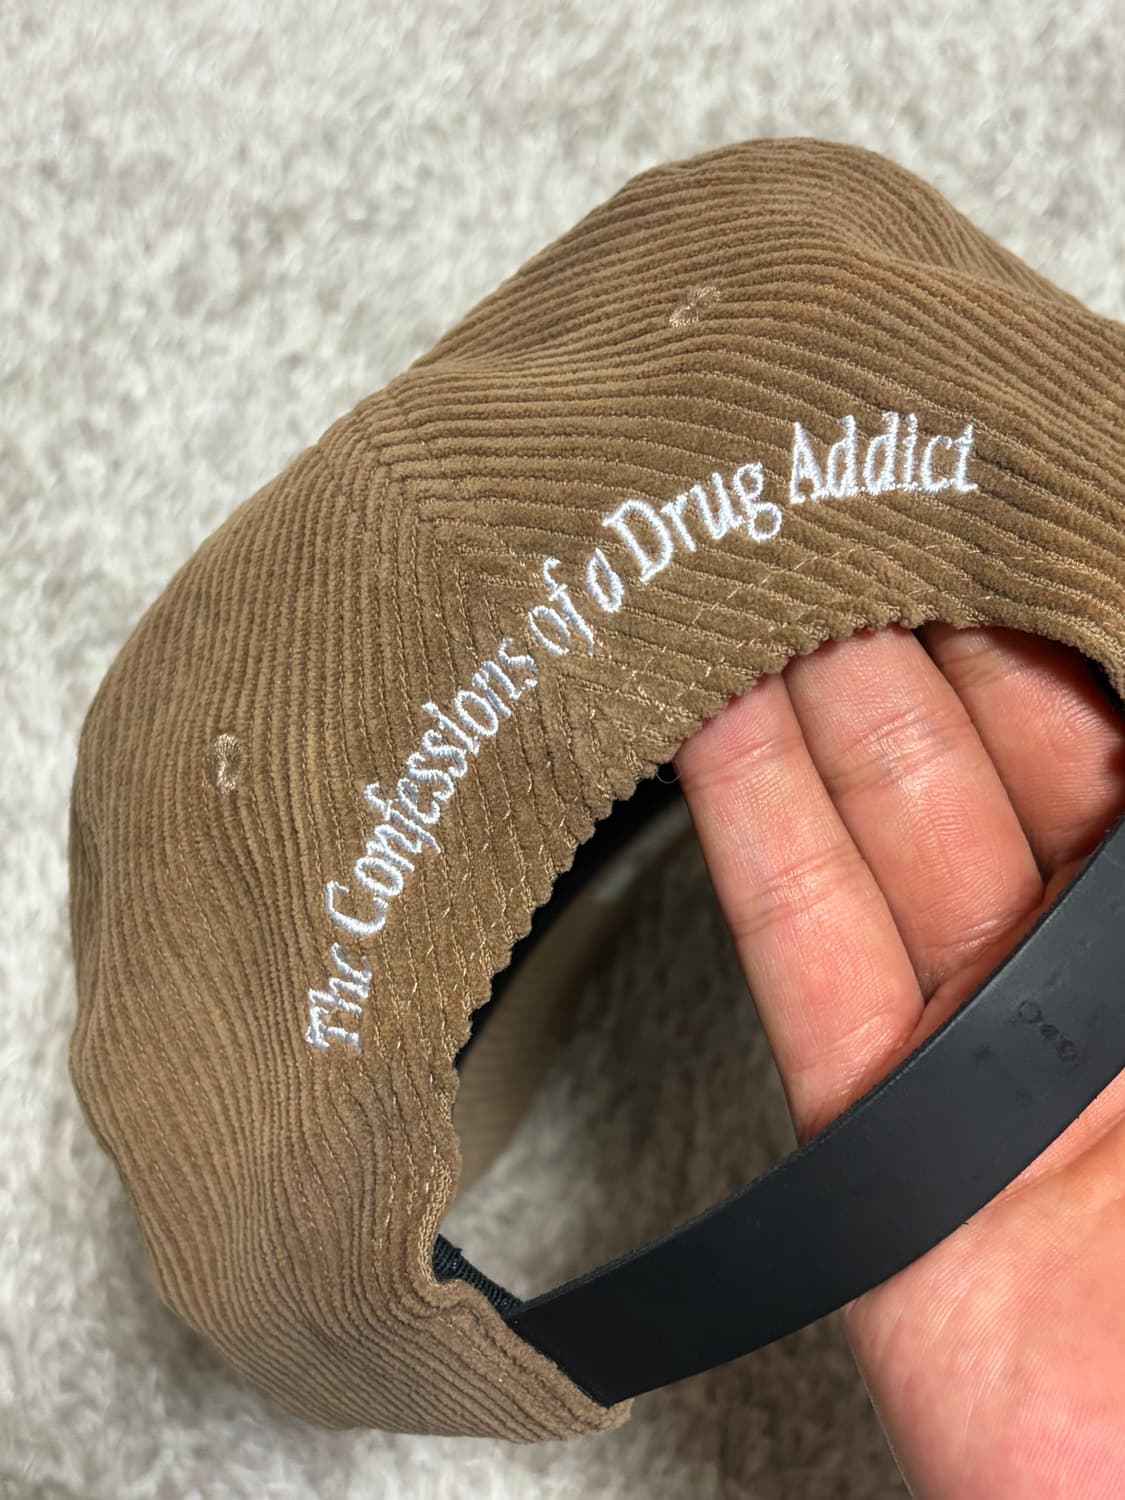 The Confessions of a Drug Addict